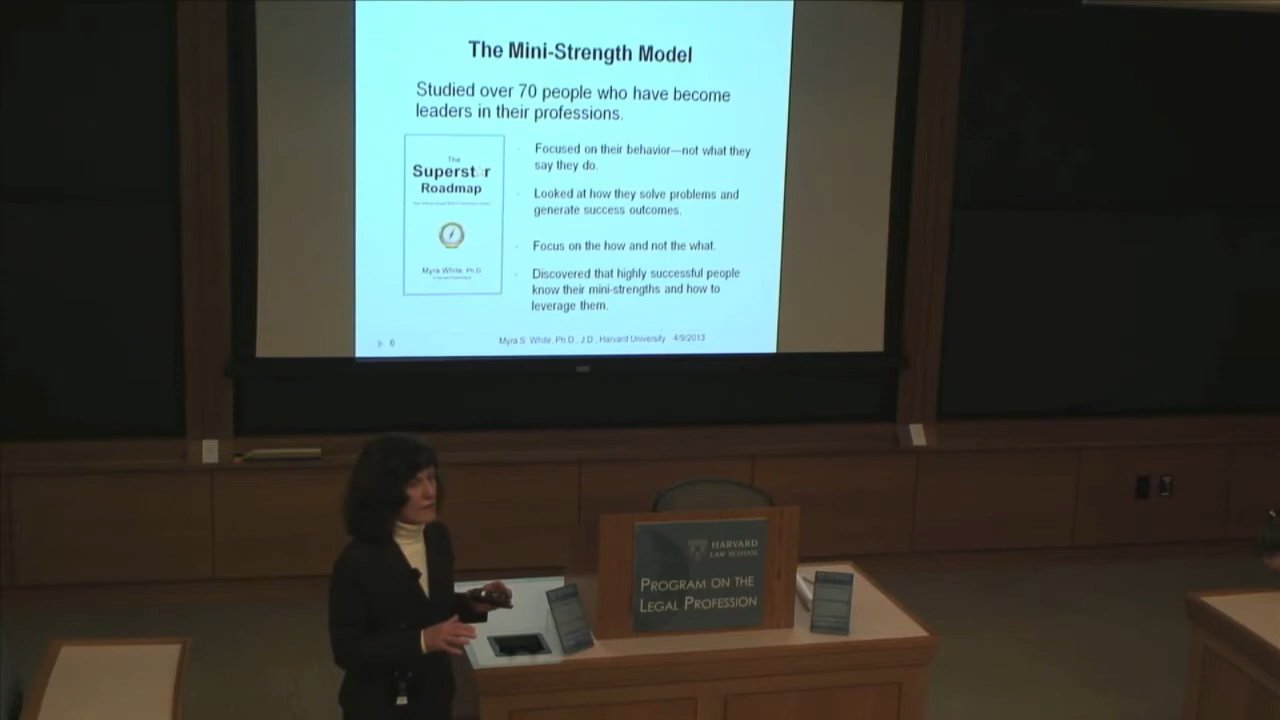 The Mini-Strength Model
Studied over 70 people who have become
leaders in their professions.
The
Superst r
Roadmap
Myra White, Ph.D.
Focused on their behavior—not what they
say they do.
Looked at how they solve problems and
generate success outcomes.
Focus on the how and not the what.
Discovered that highly successful people
know their mini-strengths and how to
leverage them.
6
Myra S. White, Ph.D., J.D., Harvard University 4/9/2013
HARVARD
LAW SCHOOL
PROGRAM ON THE
LEGAL PROFESSION